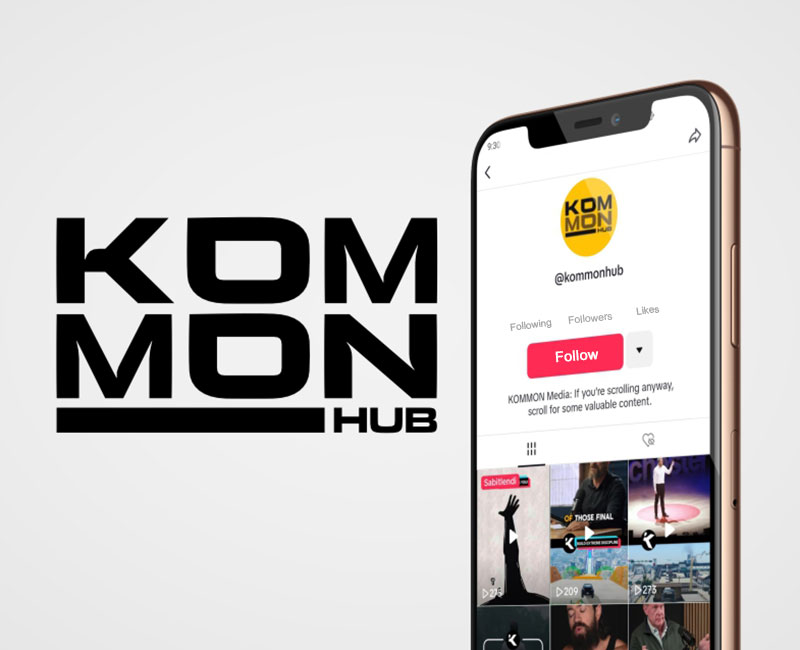 KOM
MON
HUB
9:30
KOM
MON
HUB
@kommonhub
Following Followers Likes
Follow
KOMMON Media: If you're scrolling anyway,
scroll for some valuable content.
Sabitlendi
OF THOSE FINAL
209
273